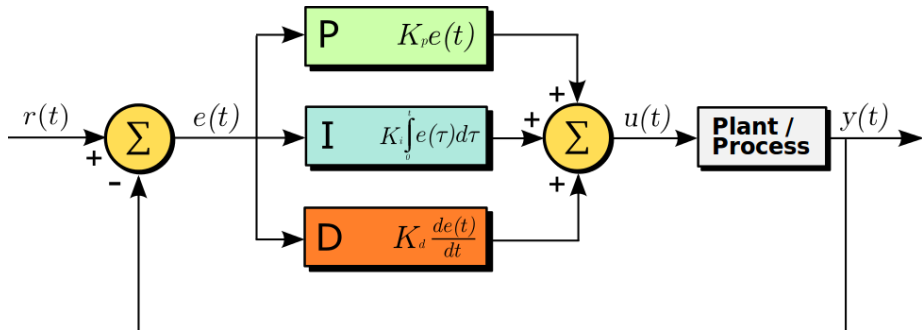 P K_p e(t)
r(t) e(t) u(t) y(t)
+ - Σ
I K_i ∫_0^t e(τ)dτ
+ + + Σ
Plant /
Process
D K_d de(t)/dt